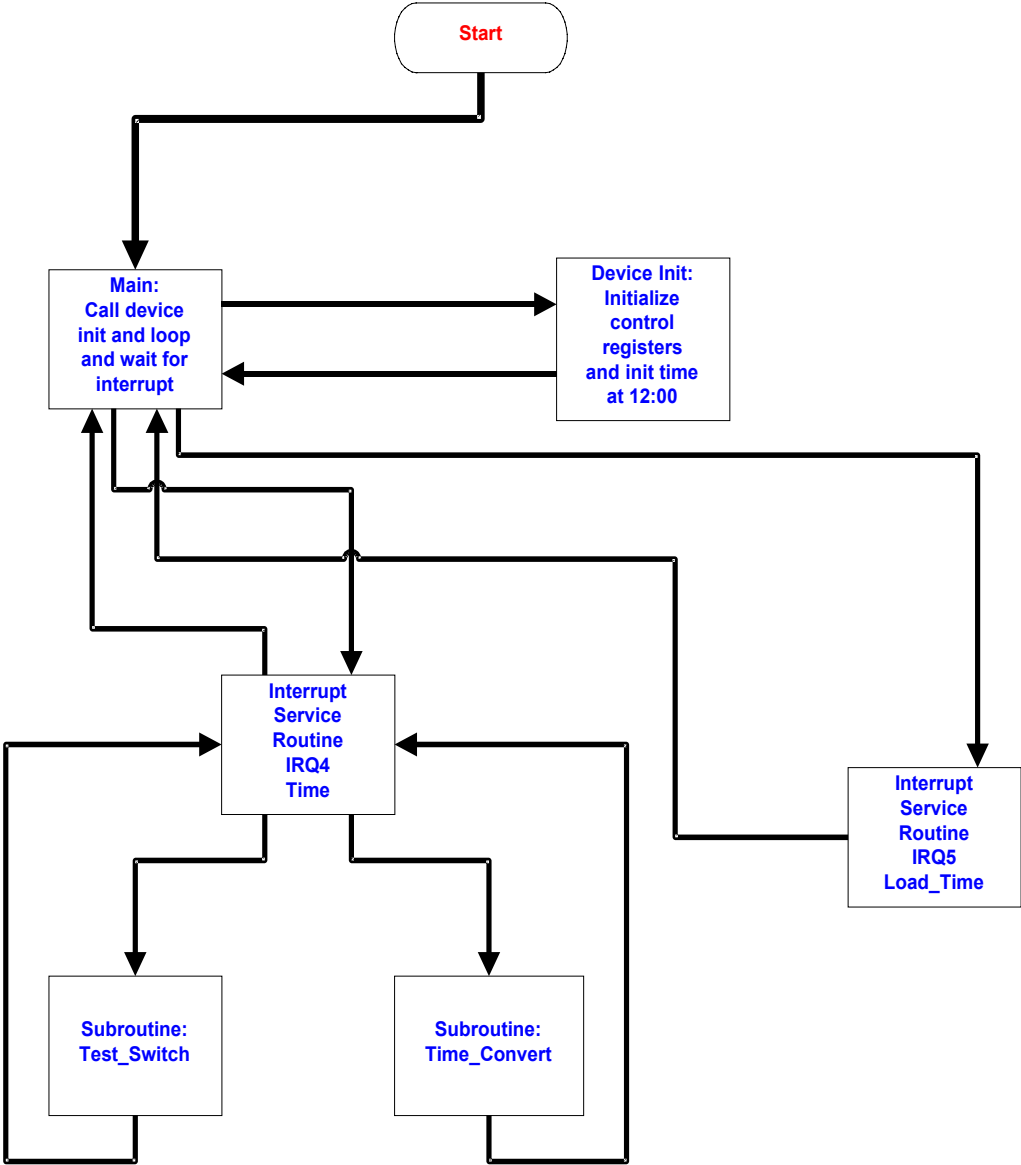 Start
Main:
Call device
init and loop
and wait for
interrupt
Device Init:
Initialize
control
registers
and init time
at 12:00
Interrupt
Service
Routine
IRQ4
Time
Interrupt
Service
Routine
IRQ5
Load_Time
Subroutine:
Test_Switch
Subroutine:
Time_Convert